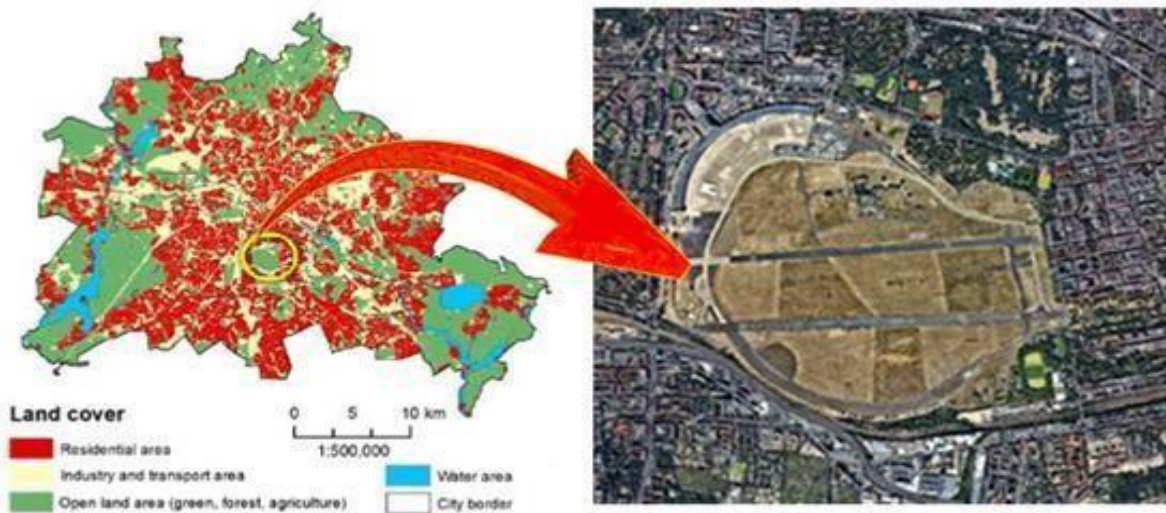 Land cover
0 5 10 km
1:500,000
Residential area
Industry and transport area
Water area
Open land area (green, forest, agriculture)
City border